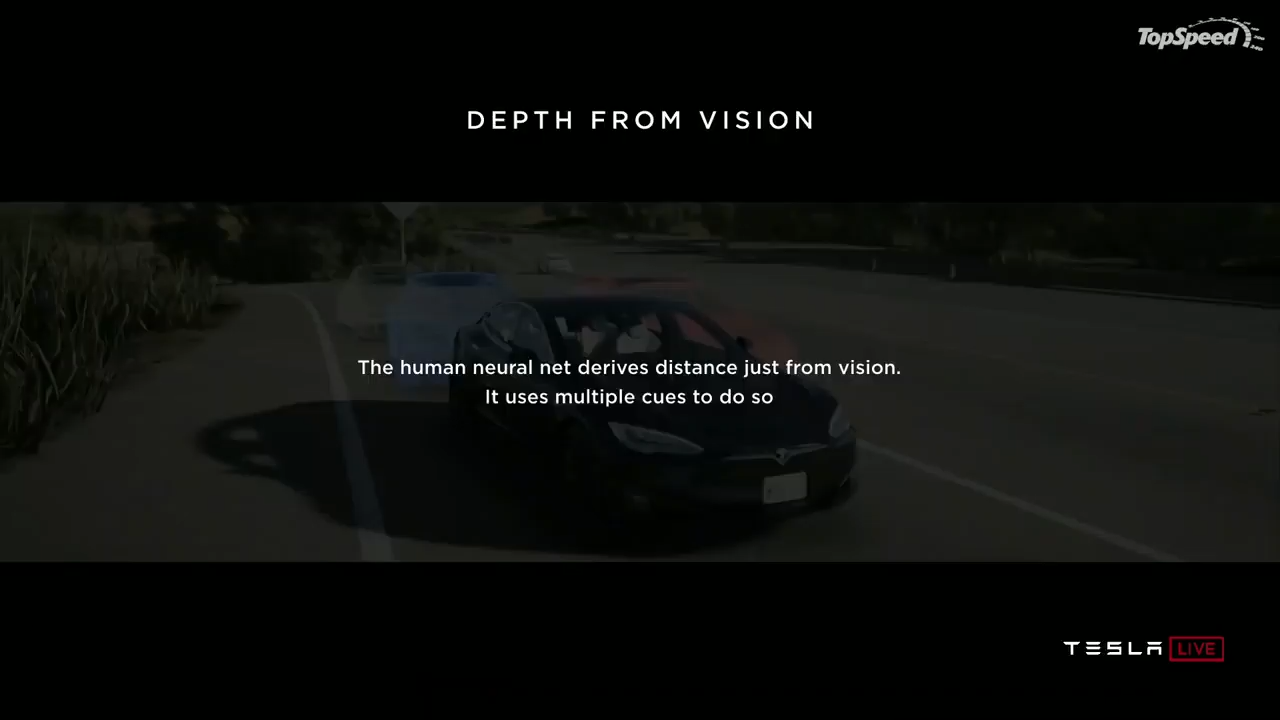 TopSpeed
DEPTH FROM VISION
The human neural net derives distance just from vision.
It uses multiple cues to do so
TESLA LIVE